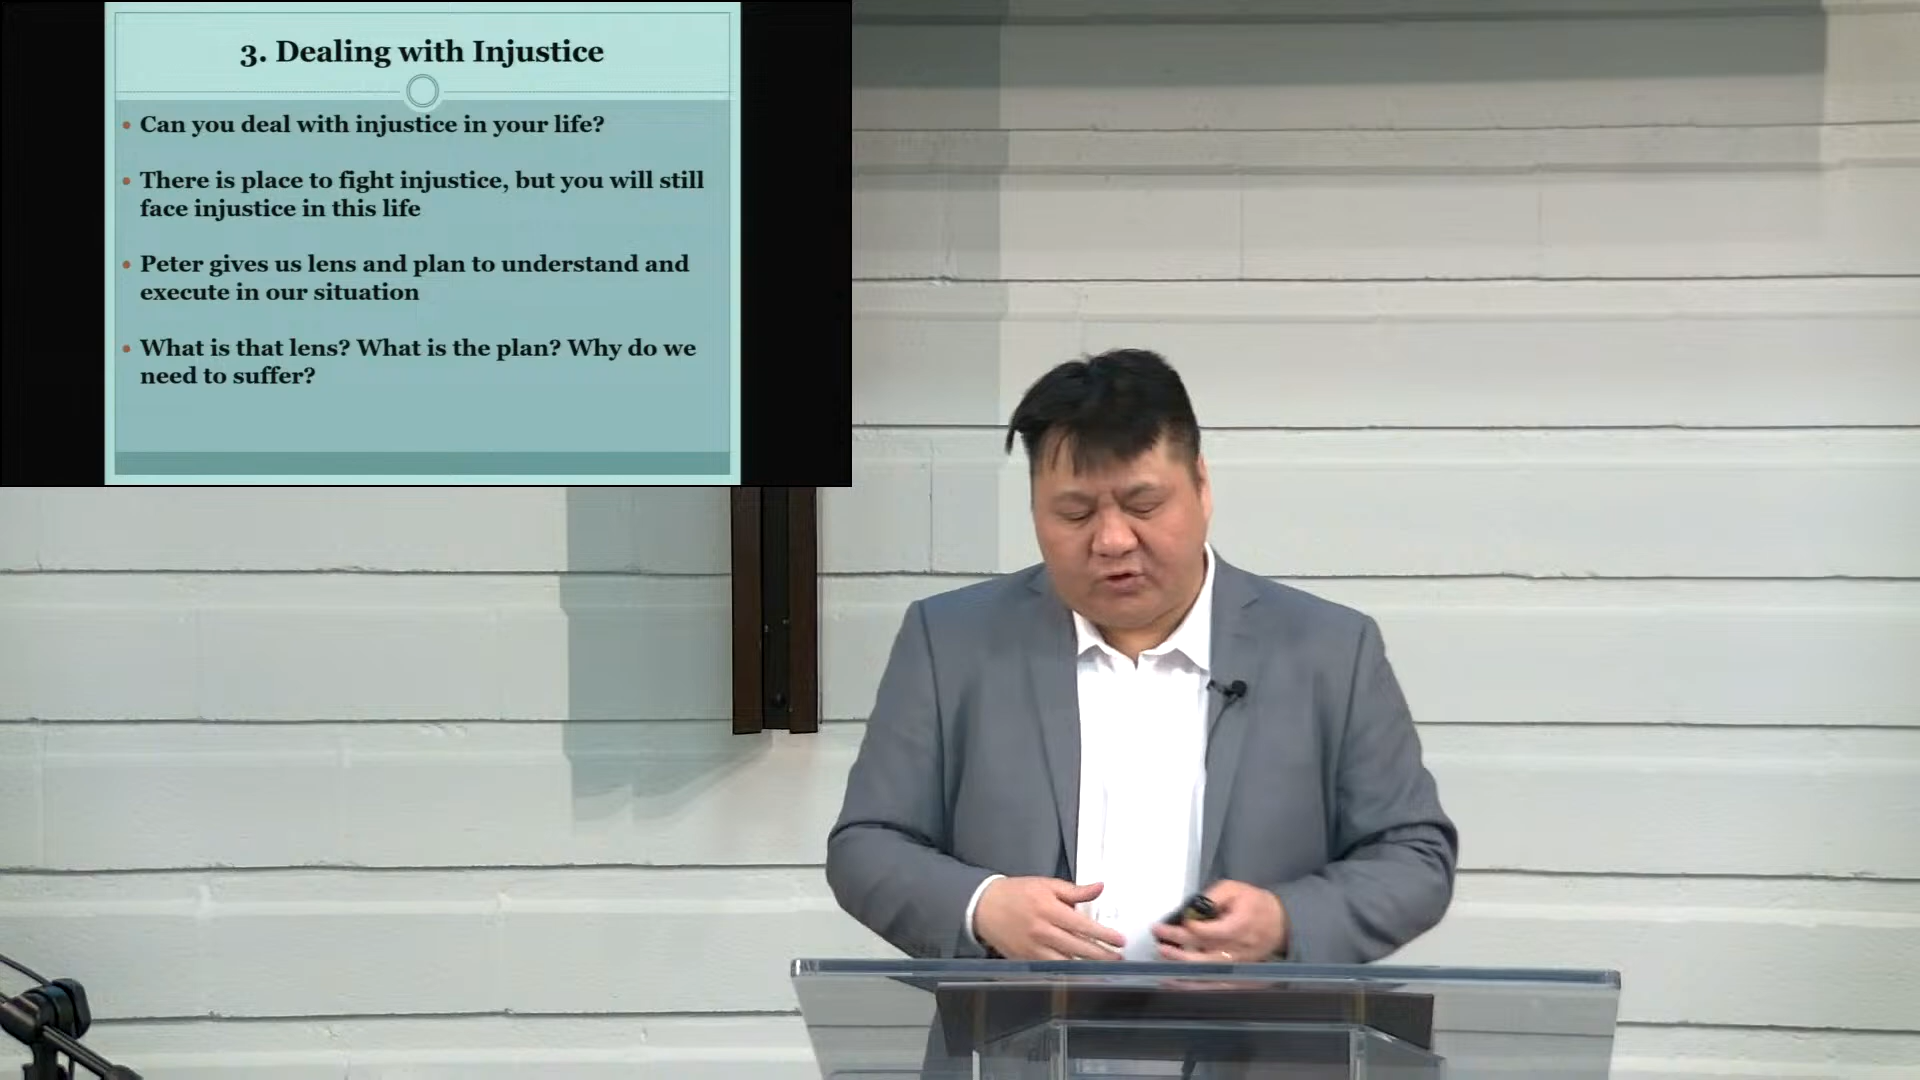 3. Dealing with Injustice
• Can you deal with injustice in your life?
• There is place to fight injustice, but you will still
face injustice in this life
• Peter gives us lens and plan to understand and
execute in our situation
• What is that lens? What is the plan? Why do we
need to suffer?